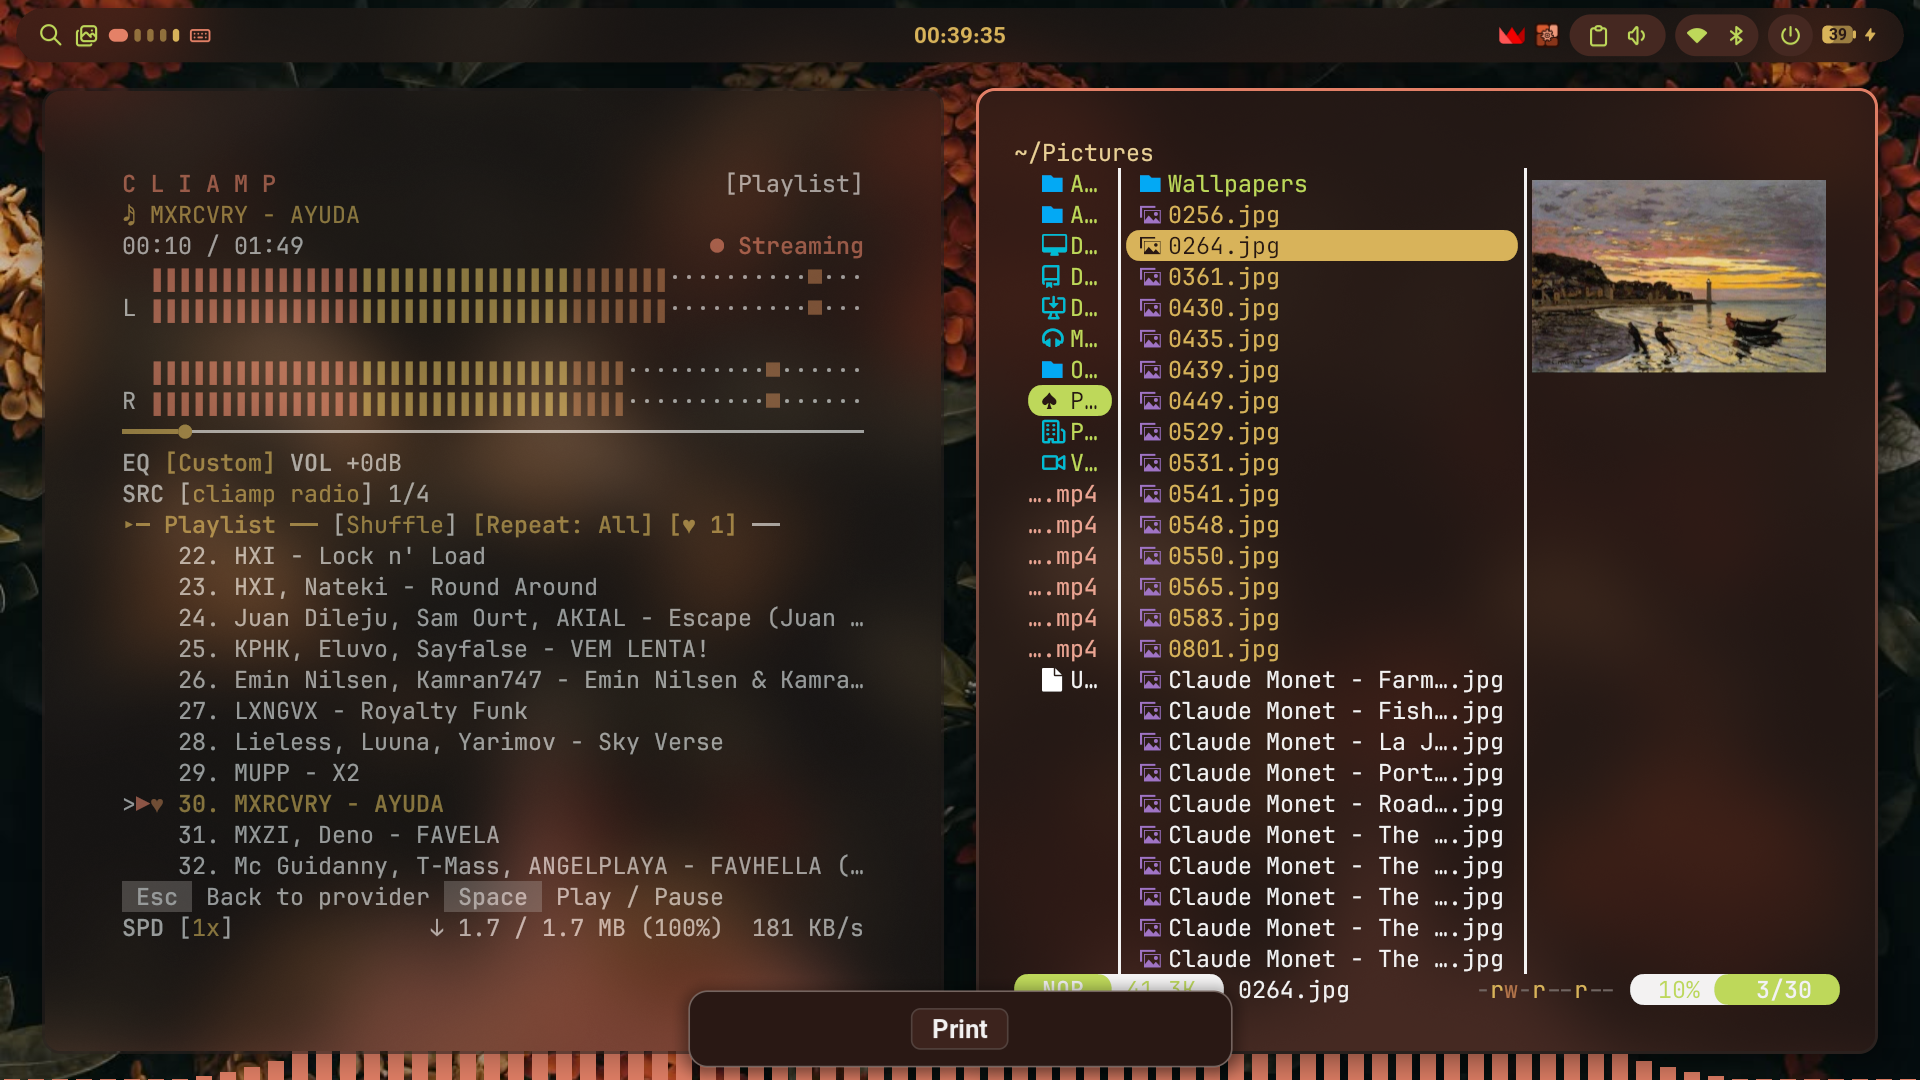 00:39:35
39
C L I A M P [Playlist]
MXRCVRY - AYUDA
00:10 / 01:49 ● Streaming
L
R
EQ [Custom] VOL +0dB
SRC [cliamp radio] 1/4
Playlist [Shuffle] [Repeat: All] [♥ 1]
22. HXI - Lock n' Load
23. HXI, Nateki - Round Around
24. Juan Dileju, Sam Ourt, AKIAL - Escape (Juan …
25. KPHK, Eluvo, Sayfalse - VEM LENTA!
26. Emin Nilsen, Kamran747 - Emin Nilsen & Kamra…
27. LXNGVX - Royalty Funk
28. Lieless, Luuna, Yarimov - Sky Verse
29. MUPP - X2
>▶♥ 30. MXRCVRY - AYUDA
31. MXZI, Deno - FAVELA
32. Mc Guidanny, T-Mass, ANGELPLAYA - FAVHELLA (…
Esc Back to provider Space Play / Pause
SPD [1x] ↓ 1.7 / 1.7 MB (100%) 181 KB/s
~/Pictures
A…
A…
D…
D…
D…
M…
O…
P…
P…
V…
….mp4
….mp4
….mp4
….mp4
….mp4
….mp4
U…
Wallpapers
0256.jpg
0264.jpg
0361.jpg
0430.jpg
0435.jpg
0439.jpg
0449.jpg
0529.jpg
0531.jpg
0541.jpg
0548.jpg
0550.jpg
0565.jpg
0583.jpg
0801.jpg
Claude Monet - Farm….jpg
Claude Monet - Fish….jpg
Claude Monet - La J….jpg
Claude Monet - Port….jpg
Claude Monet - Road….jpg
Claude Monet - The ….jpg
Claude Monet - The ….jpg
Claude Monet - The ….jpg
Claude Monet - The ….jpg
Claude Monet - The ….jpg
NOR 41.3K 0264.jpg -rw-r--r-- 10% 3/30
Print